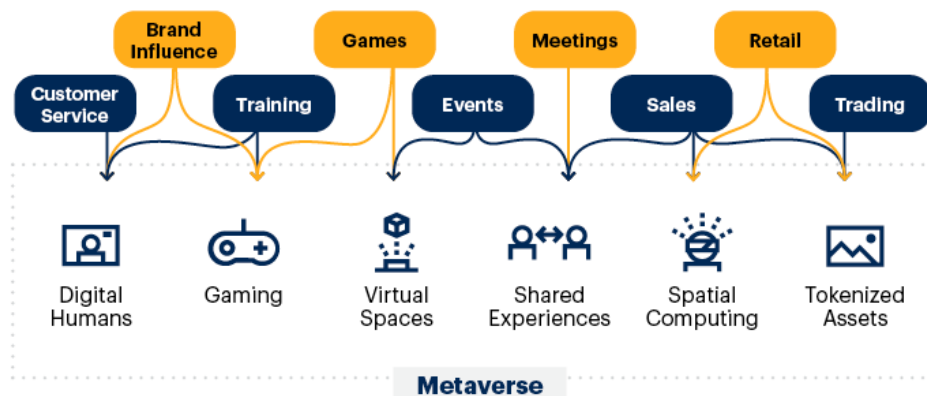 Brand
Influence
Games
Meetings
Retail
Customer
Service
Training
Events
Sales
Trading
Digital
Humans
Gaming
Virtual
Spaces
Shared
Experiences
Spatial
Computing
Tokenized
Assets
Metaverse